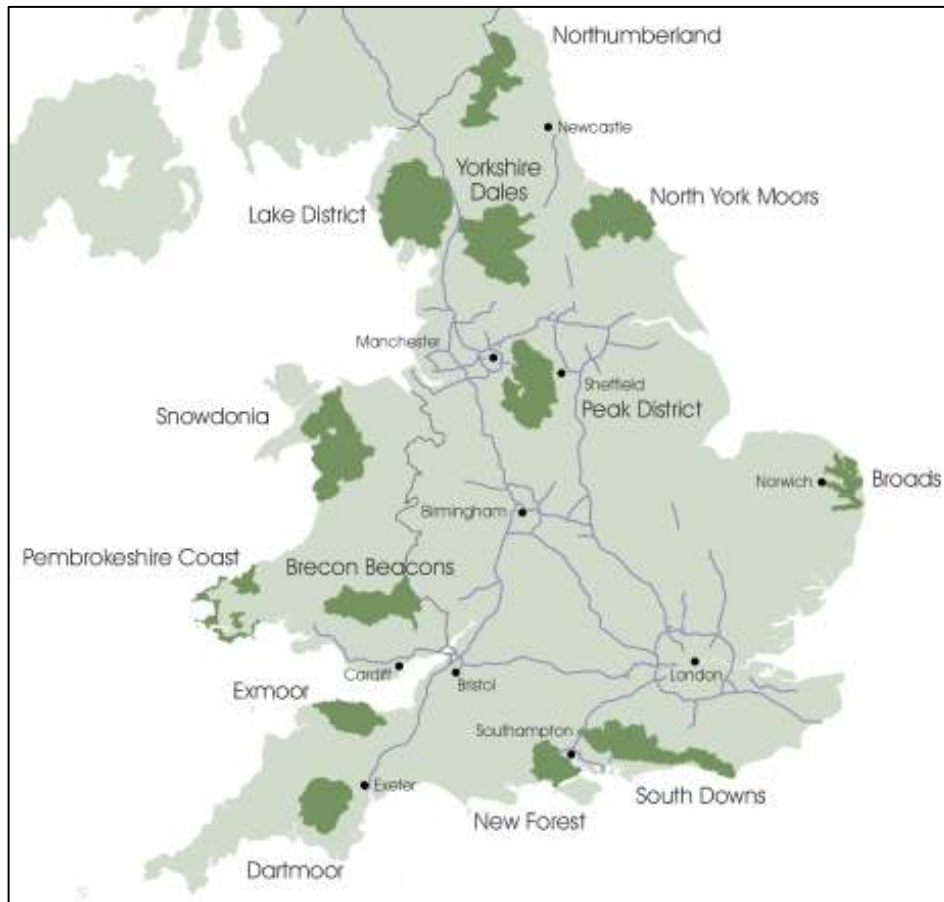 Northumberland
Newcastle
Yorkshire
Dales
North York Moors
Lake District
Manchester
Sheffield
Peak District
Snowdonia
Norwich
Broads
Birmingham
Pembrokeshire Coast
Brecon Beacons
Cardiff
Bristol
London
Exmoor
Southampton
Exeter
South Downs
New Forest
Dartmoor